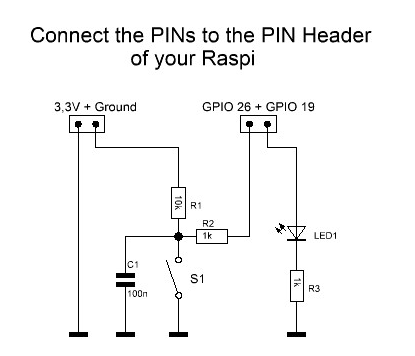 Connect the PINs to the PIN Header
of your Raspi
3,3V + Ground
GPIO 26 + GPIO 19
10k
R1
R2
1k
LED1
C1
100n
S1
1k
R3